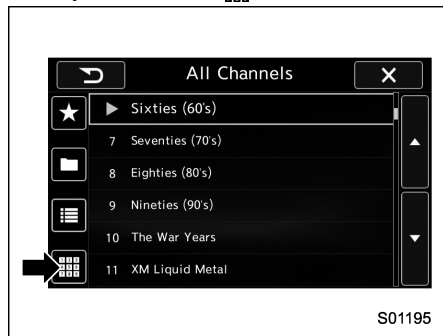 All Channels
Sixties (60's)
7 Seventies (70's)
8 Eighties (80's)
9 Nineties (90's)
10 The War Years
11 XM Liquid Metal
S01195